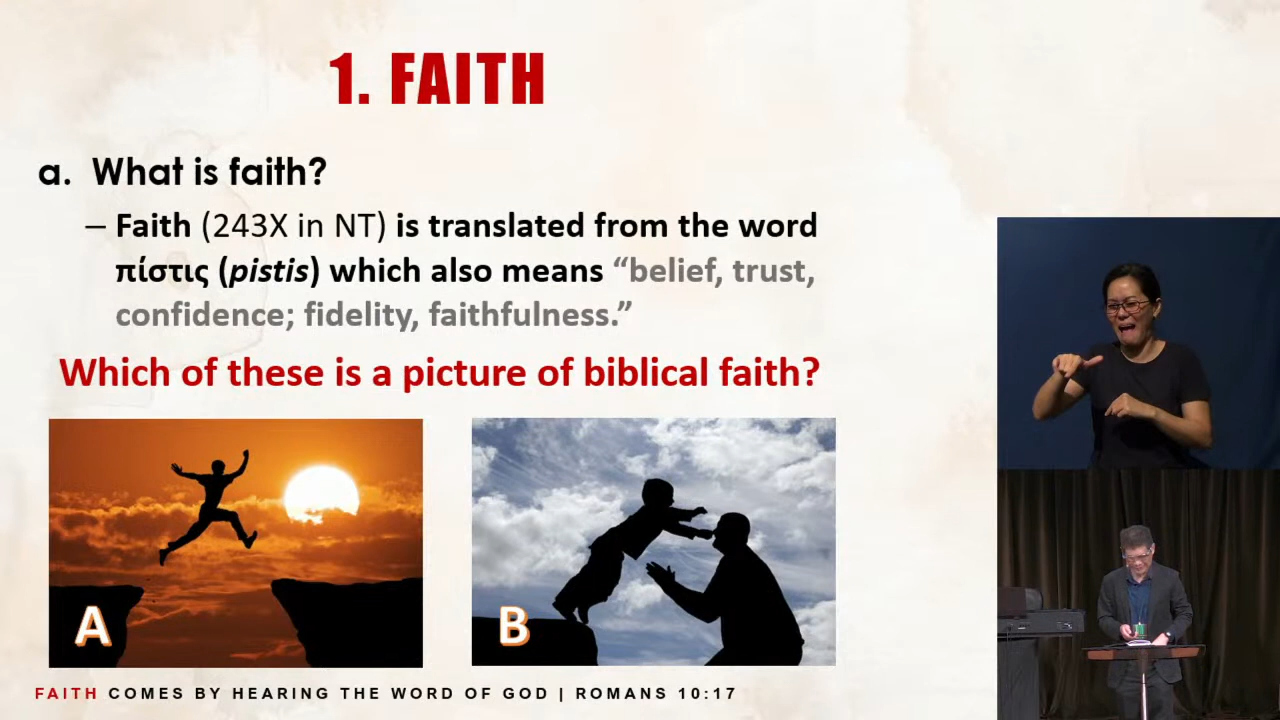 1. FAITH
a. What is faith?
– Faith (243X in NT) is translated from the word
πίστις (pistis) which also means “belief, trust,
confidence; fidelity, faithfulness.”
Which of these is a picture of biblical faith?
A
B
FAITH COMES BY HEARING THE WORD OF GOD | ROMANS 10:17